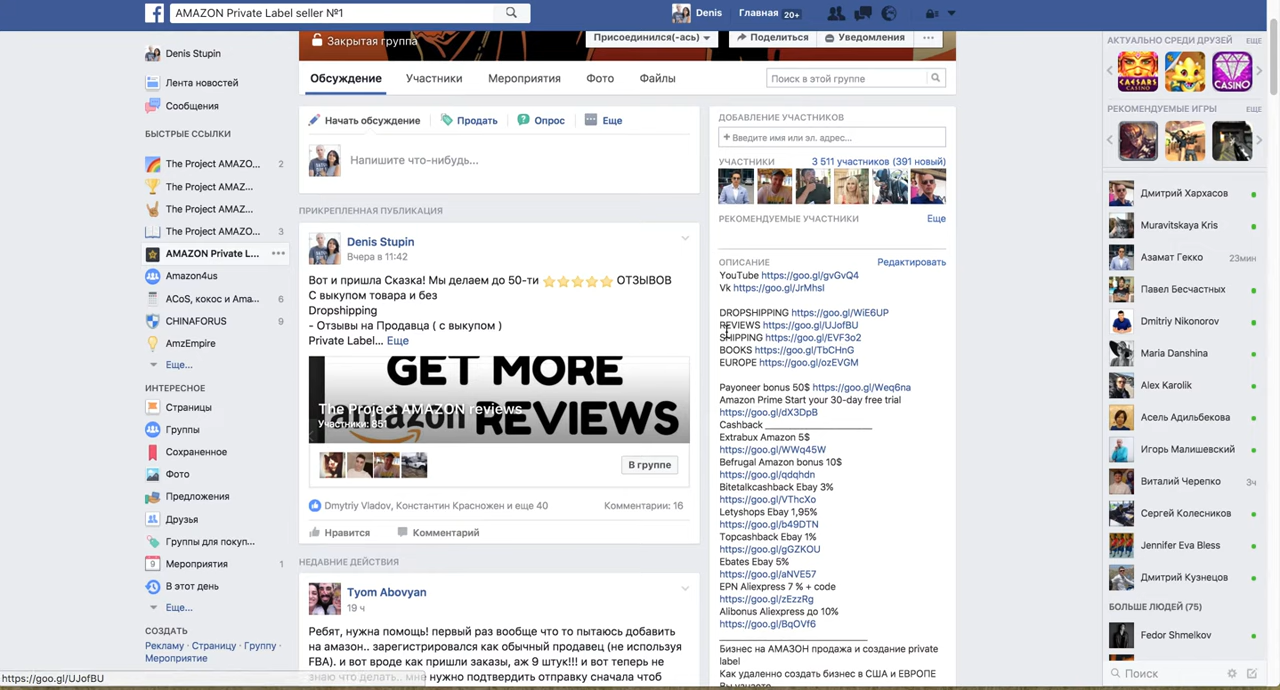 AMAZON Private Label seller №1
Denis
Главная 20+
Denis Stupin
Лента новостей
Сообщения
БЫСТРЫЕ ССЫЛКИ
The Project AMAZO... 2
The Project AMAZ...
The Project AMAZ...
The Project AMAZO... 3
AMAZON Private L...
Amazon4us
ACoS, кокос и Ama... 6
CHINAFORUS 9
AmzEmpire
Еще...
ИНТЕРЕСНОЕ
Страницы
Группы
Сохраненное
Фото
Предложения
Друзья
Группы для покуп...
Мероприятия 1
В этот день
Еще...
СОЗДАТЬ
Рекламу · Страницу · Группу ·
Мероприятие
https://goo.gl/UJofBU
Закрытая группа
Присоединился(-ась)
Поделиться
Уведомления
Обсуждение
Участники
Мероприятия
Фото
Файлы
Поиск в этой группе
Начать обсуждение
Продать
Опрос
Еще
Напишите что-нибудь...
ПРИКРЕПЛЕННАЯ ПУБЛИКАЦИЯ
Denis Stupin
Вчера в 11:42
Вот и пришла Сказка! Мы делаем до 50-ти ⭐⭐⭐⭐⭐ ОТЗЫВОВ
С выкупом товара и без
Dropshipping
- Отзывы на Продавца ( с выкупом )
Private Label... Еще
GET MORE
The Project AMAZON reviews
amazon REVIEWS
Участники: 851
В группе
Dmytriy Vladov, Константин Красножен и еще 40
Комментарии: 16
Нравится
Комментарий
НЕДАВНИЕ ДЕЙСТВИЯ
Tyom Abovyan
19 ч
Ребят, нужна помощь! первый раз вообще что то пытаюсь добавить
на амазон.. зарегистрировался как обычный продавец (не используя
FBA). и вот вроде как пришли заказы, аж 9 штук!!! и вот теперь не
знаю что делать.. мне нужно подтвердить отправку сначала чтоб
ДОБАВЛЕНИЕ УЧАСТНИКОВ
+ Введите имя или эл. адрес...
УЧАСТНИКИ
3 511 участников (391 новый)
РЕКОМЕНДУЕМЫЕ УЧАСТНИКИ
Еще
ОПИСАНИЕ
Редактировать
YouTube https://goo.gl/gvGvQ4
Vk https://goo.gl/JrMhsI
DROPSHIPPING https://goo.gl/WiE6UP
REVIEWS https://goo.gl/UJofBU
SHIPPING https://goo.gl/EVF3o2
BOOKS https://goo.gl/TbCHnG
EUROPE https://goo.gl/ozEVGM
Payoneer bonus 50$ https://goo.gl/Weq6na
Amazon Prime Start your 30-day free trial
https://goo.gl/dX3DpB
Cashback ____________________
Extrabux Amazon 5$
https://goo.gl/WWq45W
Befrugal Amazon bonus 10$
https://goo.gl/qdqhdn
Bitetalkcashback Ebay 3%
https://goo.gl/VThcXo
Letyshops Ebay 1,95%
https://goo.gl/b49DTN
Topcashback Ebay 1%
https://goo.gl/gGZKOU
Ebates Ebay 5%
https://goo.gl/aNVE57
EPN Aliexpress 7 % + code
https://goo.gl/zEzzRg
Alibonus Aliexpress до 10%
https://goo.gl/BqOVf6
Бизнес на АМАЗОН продажа и создание private
label
Как удаленно создать бизнес в США и ЕВРОПЕ
Вы узнаете
АКТУАЛЬНО СРЕДИ ДРУЗЕЙ
ЕЩЕ
CAESARS
CASINO
CASINO
РЕКОМЕНДУЕМЫЕ ИГРЫ
ЕЩЕ
Дмитрий Хархасов
Muravitskaya Kris
Азамат Гекко 23мин
Павел Бесчастных
Dmitriy Nikonorov
Maria Danshina
Alex Karolik
Асель Адильбекова
Игорь Малишевский
Виталий Черепко 3ч
Сергей Колесников
Jennifer Eva Bless
Дмитрий Кузнецов
БОЛЬШЕ ЛЮДЕЙ (75)
Fedor Shmelkov
Поиск